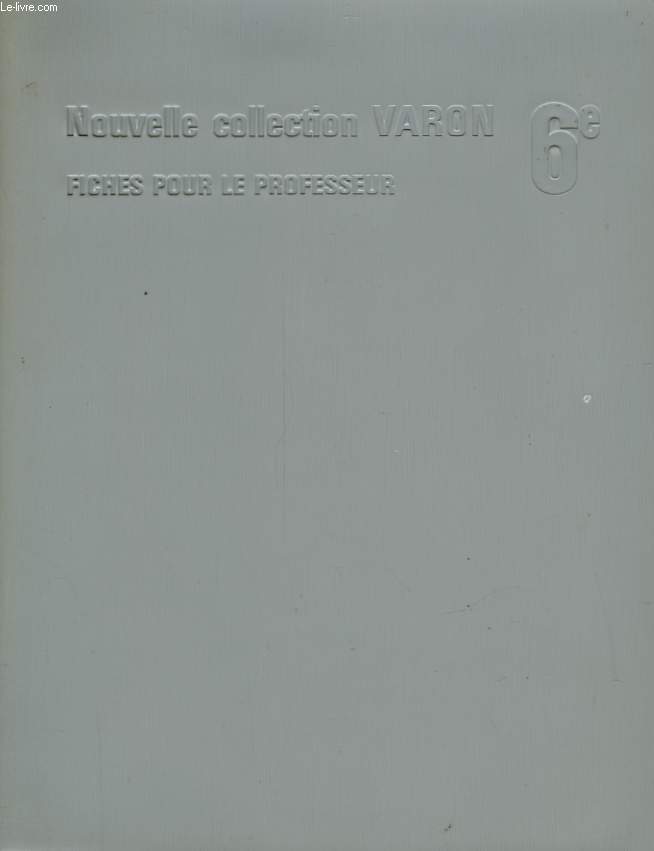 Le-livre.com
Nouvelle collection VARON 6e
FICHES POUR LE PROFESSEUR